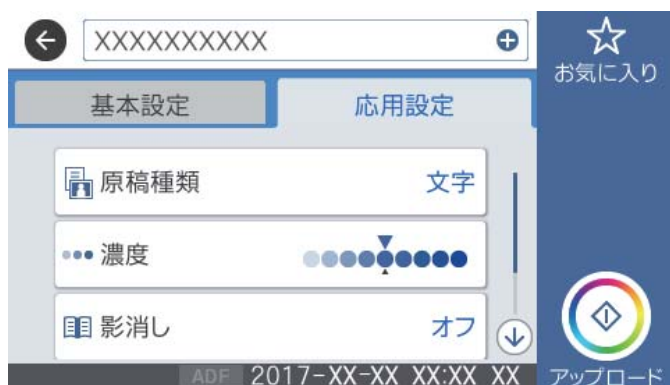 XXXXXXXXXX
お気に入り
基本設定
応用設定
原稿種類 文字
濃度
影消し オフ
ADF 2017-XX-XX XX:XX XX
アップロード